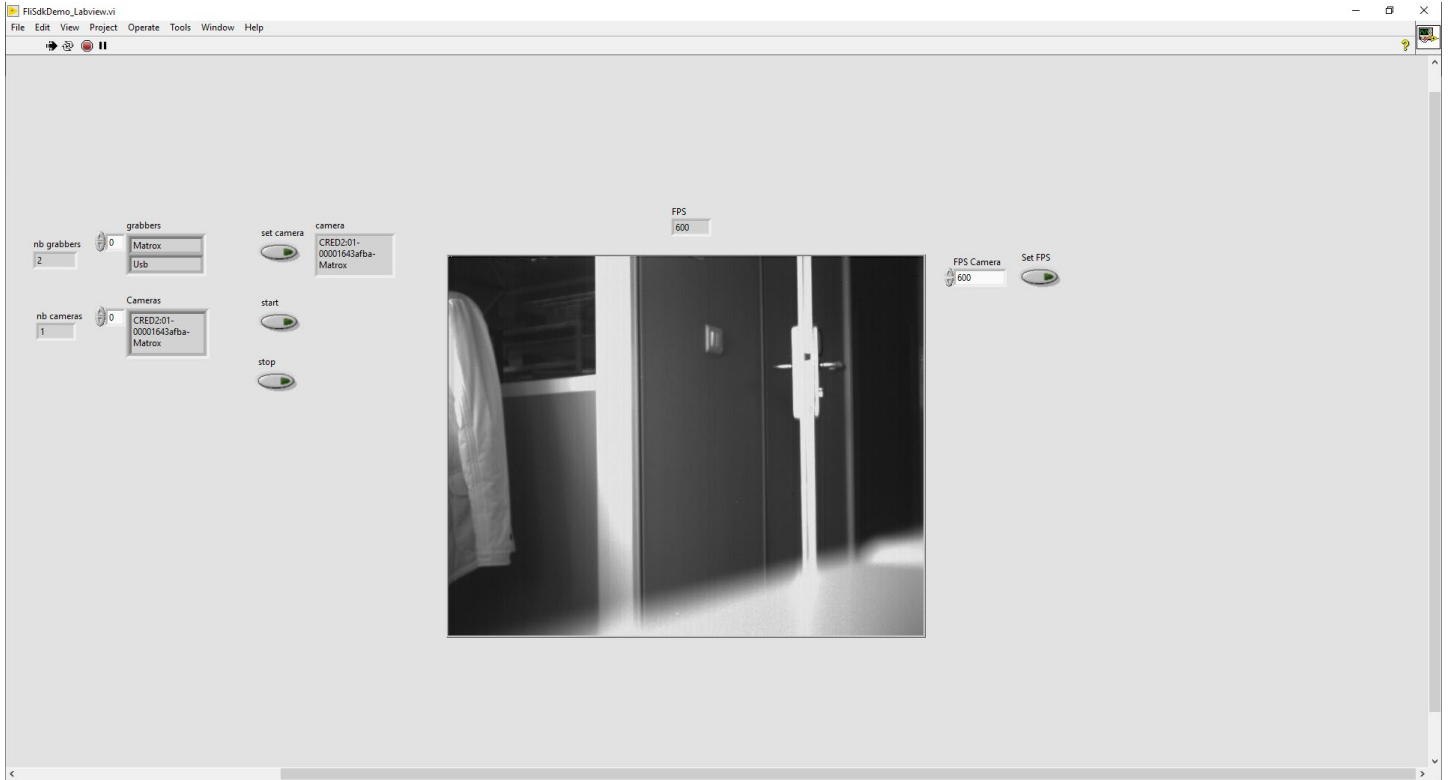 FliSdkDemo_Labview.vi
File Edit View Project Operate Tools Window Help
FPS
600
grabbers
nb grabbers
2
0
Matrox
Usb
set camera
camera
CRED2:01-
00001643afba-
Matrox
FPS Camera
600
Set FPS
Cameras
nb cameras
1
0
CRED2:01-
00001643afba-
Matrox
start
stop